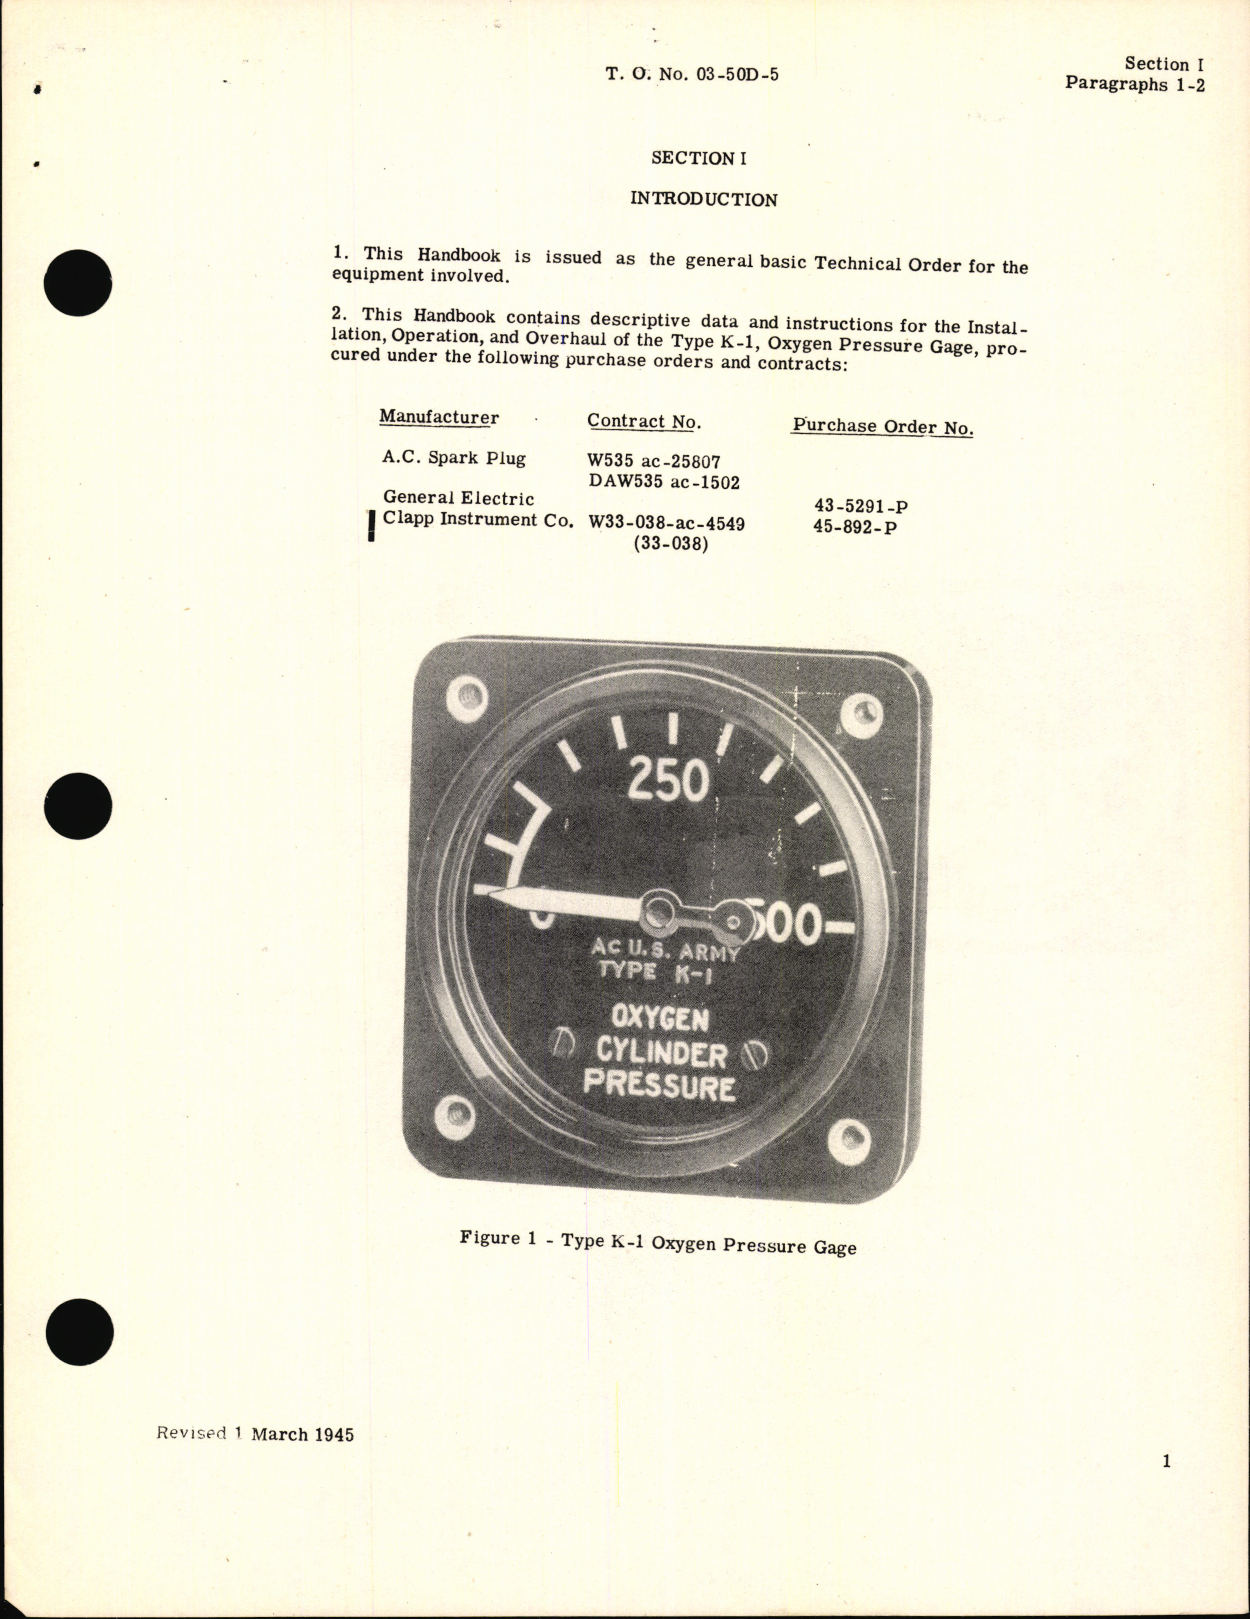 T. O. No. 03-50D-5
Section I
Paragraphs 1-2
SECTION I
INTRODUCTION
1. This Handbook is issued as the general basic Technical Order for the
equipment involved.
2. This Handbook contains descriptive data and instructions for the Instal-
lation, Operation, and Overhaul of the Type K-1, Oxygen Pressure Gage, pro-
cured under the following purchase orders and contracts:
Manufacturer Contract No. Purchase Order No.
A.C. Spark Plug W535 ac-25807
DAW535 ac-1502
General Electric 43-5291-P
Clapp Instrument Co. W33-038-ac-4549 45-892-P
(33-038)
250
0 500
AC U.S. ARMY
TYPE K-1
OXYGEN
CYLINDER
PRESSURE
Figure 1 - Type K-1 Oxygen Pressure Gage
Revised 1 March 1945
1